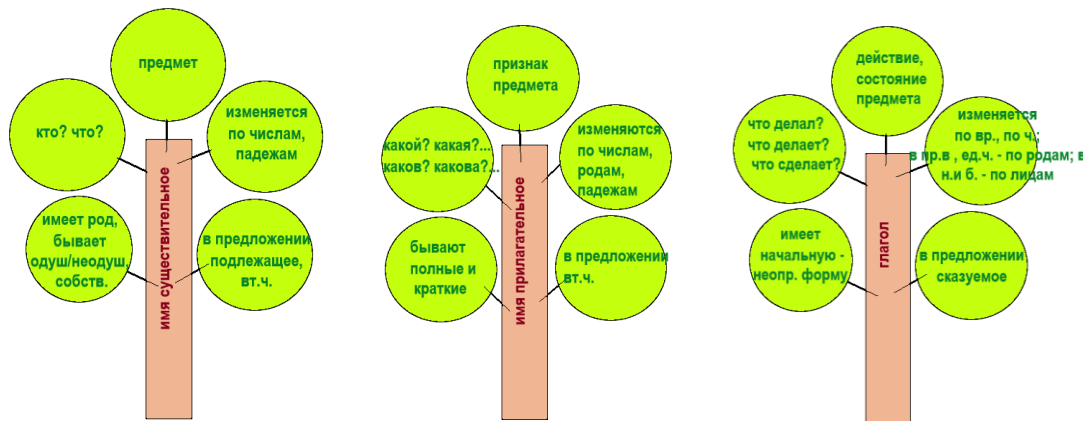 предмет
кто? что?
изменяется
по числам,
падежам
имеет род,
бывает
одуш/неодуш,
собств.
в предложении
подлежащее,
вт.ч.
имя существительное
признак
предмета
какой? какая?...
каков? какова?...
изменяются
по числам,
родам,
падежам
бывают
полные и
краткие
в предложении
вт.ч.
имя прилагательное
действие,
состояние
предмета
что делал?
что делает?
что сделает?
изменяется
по вр., по ч.;
в пр.в , ед.ч. - по родам; в
н.и б. - по лицам
имеет
начальную -
неопр. форму
в предложении
сказуемое
глагол